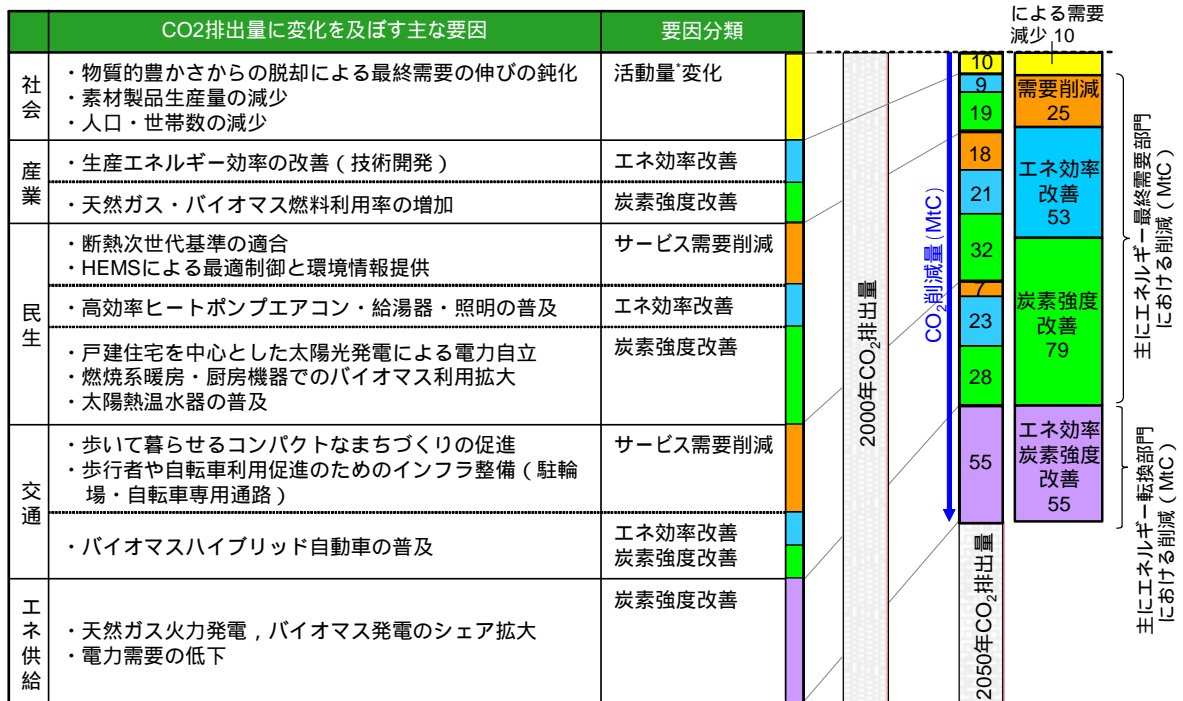 CO2排出量に変化を及ぼす主な要因
要因分類
社会
・物質的豊かさからの脱却による最終需要の伸びの鈍化
・素材製品生産量の減少
・人口・世帯数の減少
活動量*変化
産業
・生産エネルギー効率の改善(技術開発)
エネ効率改善
・天然ガス・バイオマス燃料利用率の増加
炭素強度改善
民生
・断熱次世代基準の適合
・HEMSによる最適制御と環境情報提供
サービス需要削減
・高効率ヒートポンプエアコン・給湯器・照明の普及
エネ効率改善
・戸建住宅を中心とした太陽光発電による電力自立
・燃焼系暖房・厨房機器でのバイオマス利用拡大
・太陽熱温水器の普及
炭素強度改善
交通
・歩いて暮らせるコンパクトなまちづくりの促進
・歩行者や自転車利用促進のためのインフラ整備(駐輪
場・自転車専用通路)
サービス需要削減
・バイオマスハイブリッド自動車の普及
エネ効率改善
炭素強度改善
エネ供給
・天然ガス火力発電,バイオマス発電のシェア拡大
・電力需要の低下
炭素強度改善
2000年CO2排出量
CO2削減量(MtC)
10
9
19
18
21
32
7
23
28
55
2050年CO2排出量
による需要
減少 10
需要削減
25
エネ効率
改善
53
炭素強度
改善
79
エネ効率
炭素強度
改善
55
主にエネルギー最終需要部門
における削減(MtC)
主にエネルギー転換部門
における削減(MtC)